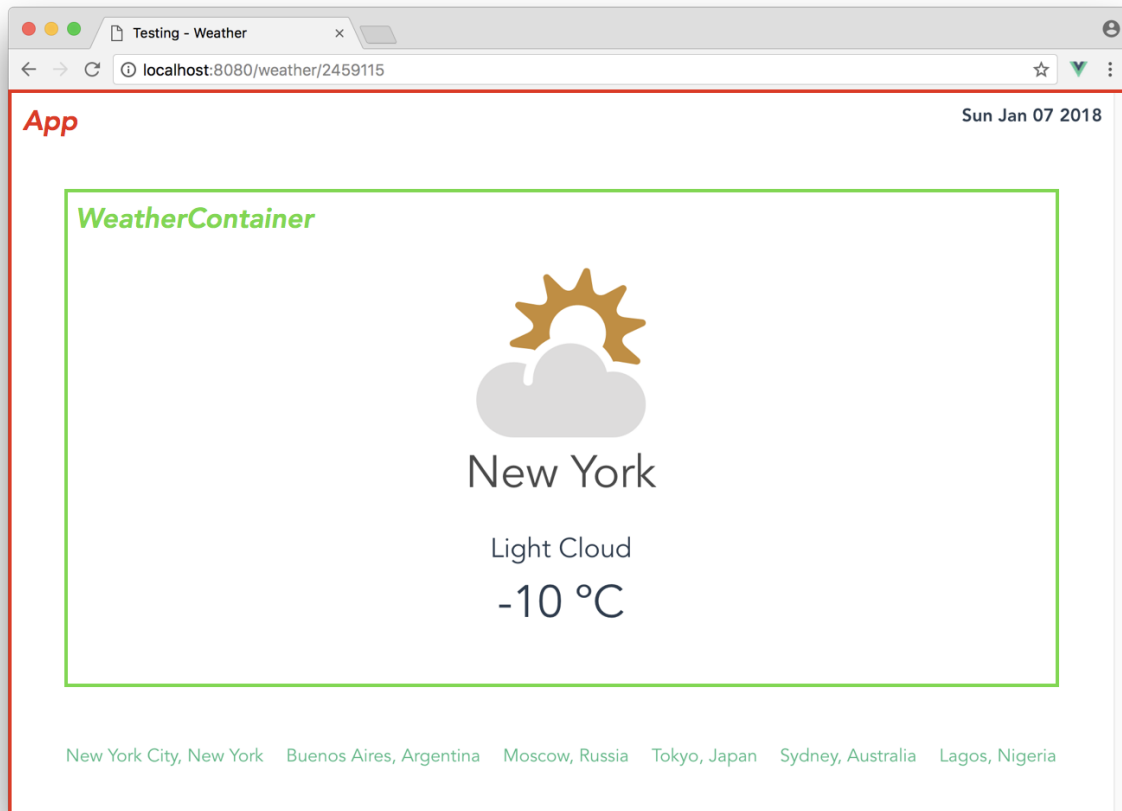 Testing - Weather
localhost:8080/weather/2459115
App
Sun Jan 07 2018
WeatherContainer
New York
Light Cloud
-10 °C
New York City, New York Buenos Aires, Argentina Moscow, Russia Tokyo, Japan Sydney, Australia Lagos, Nigeria